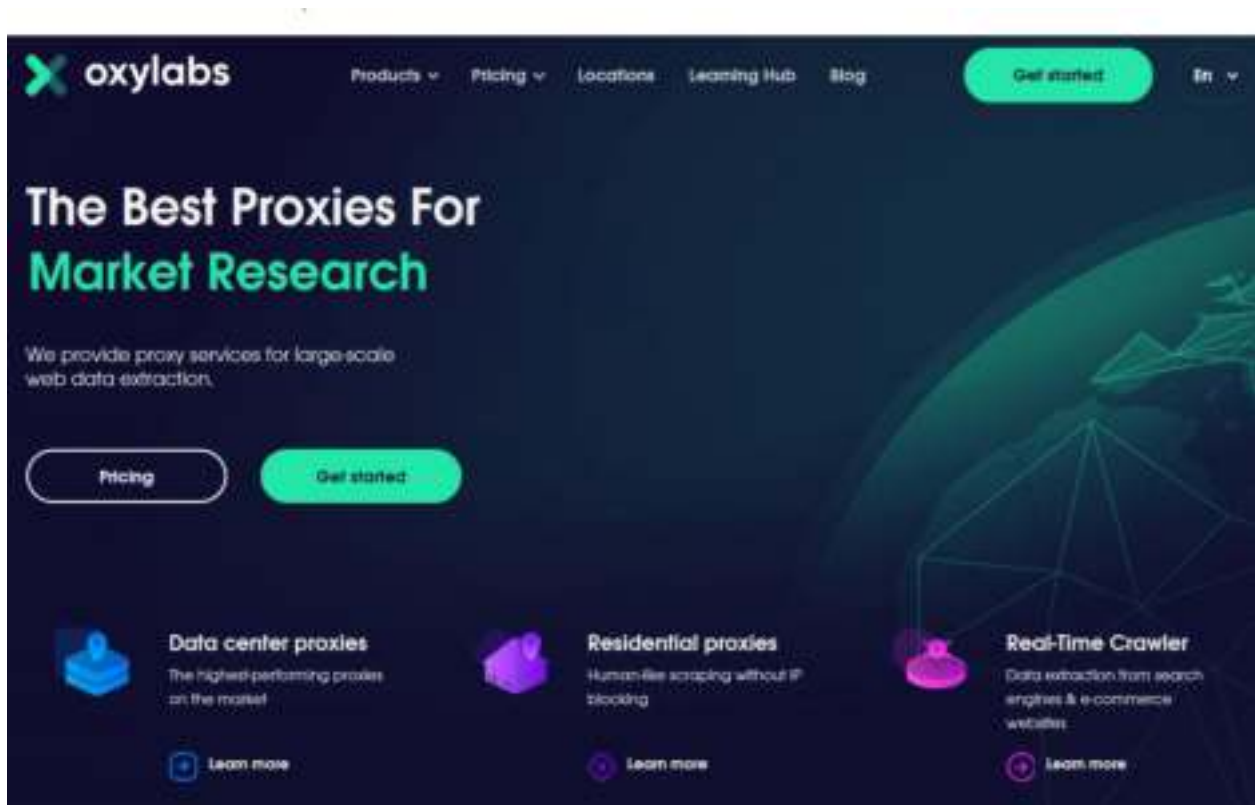 oxylabs
Products Pricing Locations Learning Hub Blog Get started En
The Best Proxies For
Market Research
We provide proxy services for large-scale
web data extraction.
Pricing Get started
Data center proxies
The highest-performing proxies
on the market
Learn more
Residential proxies
Human-like scraping without IP
blocking
Learn more
Real-Time Crawler
Data extraction from search
engines & e-commerce
websites
Learn more